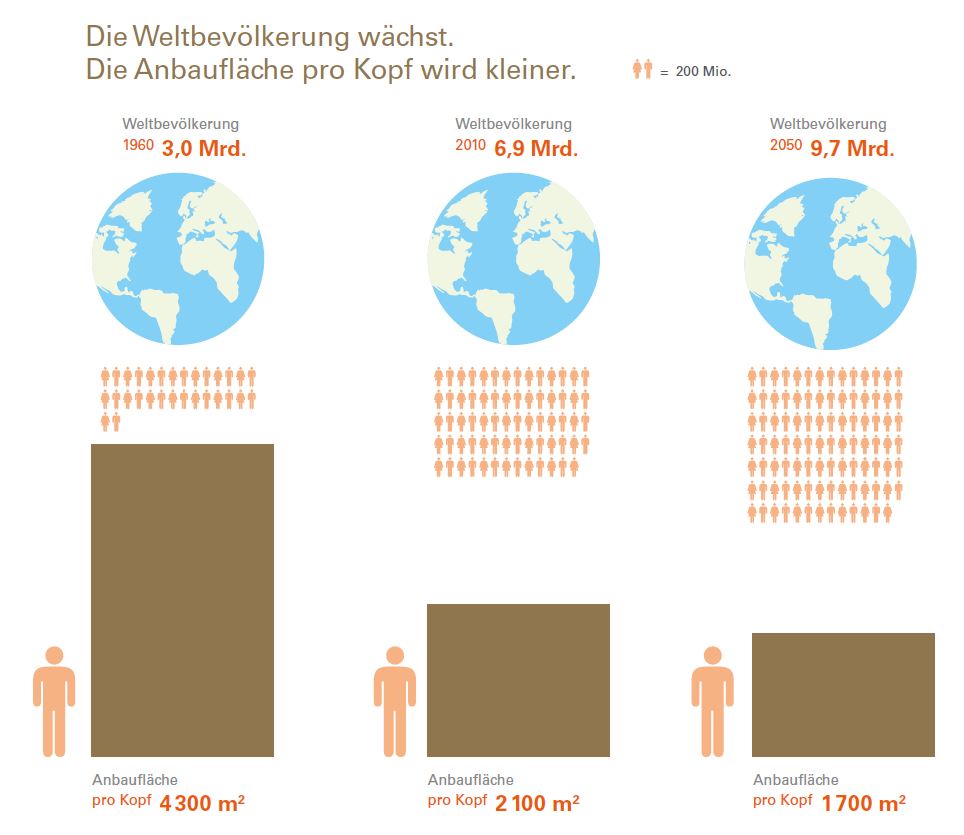 Die Weltbevölkerung wächst.
Die Anbaufläche pro Kopf wird kleiner.
= 200 Mio.
Weltbevölkerung
1960 3,0 Mrd.
Weltbevölkerung
2010 6,9 Mrd.
Weltbevölkerung
2050 9,7 Mrd.
Anbaufläche
pro Kopf 4 300 m²
Anbaufläche
pro Kopf 2 100 m²
Anbaufläche
pro Kopf 1 700 m²